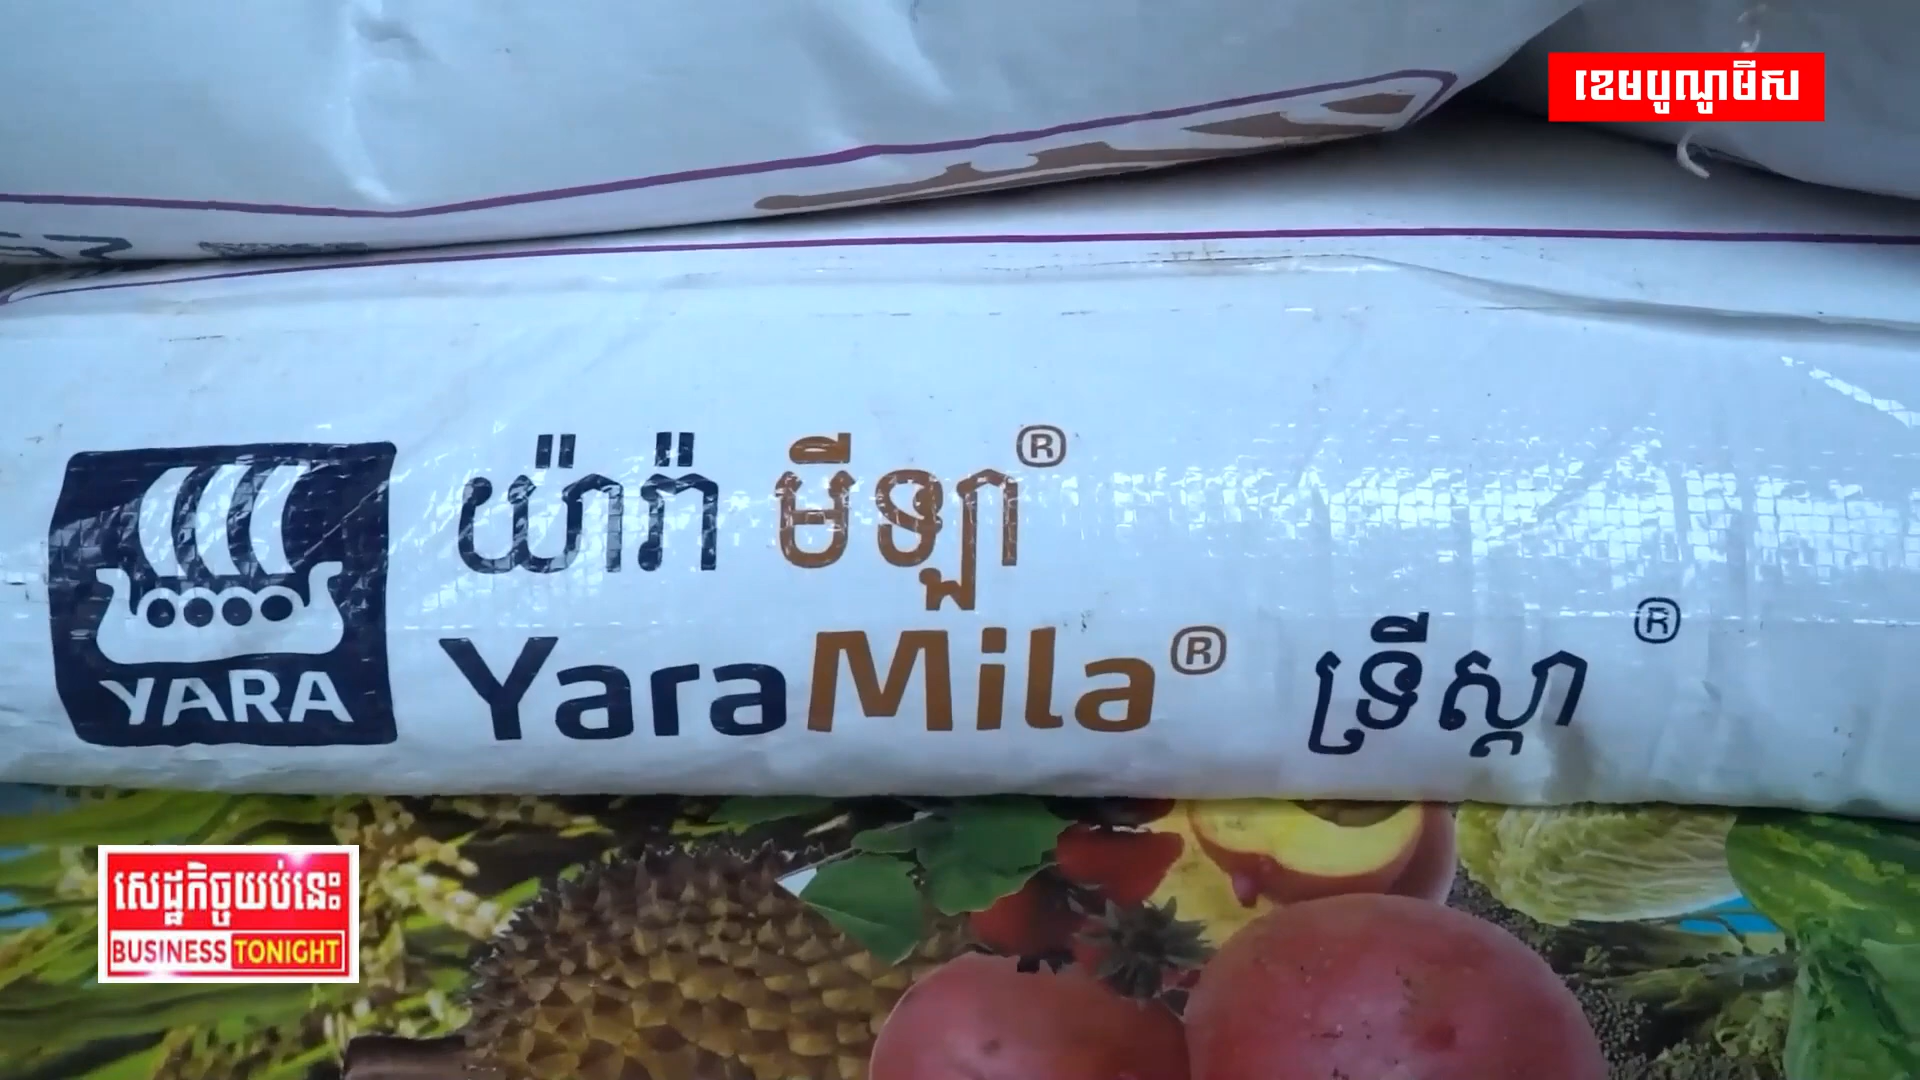 ខេមបូណូមីស
យ៉ារ៉ា មីឡា®
YARA
YaraMila® ទ្រីស្តា ®
សេដ្ឋកិច្ចយប់នេះ
BUSINESS TONIGHT